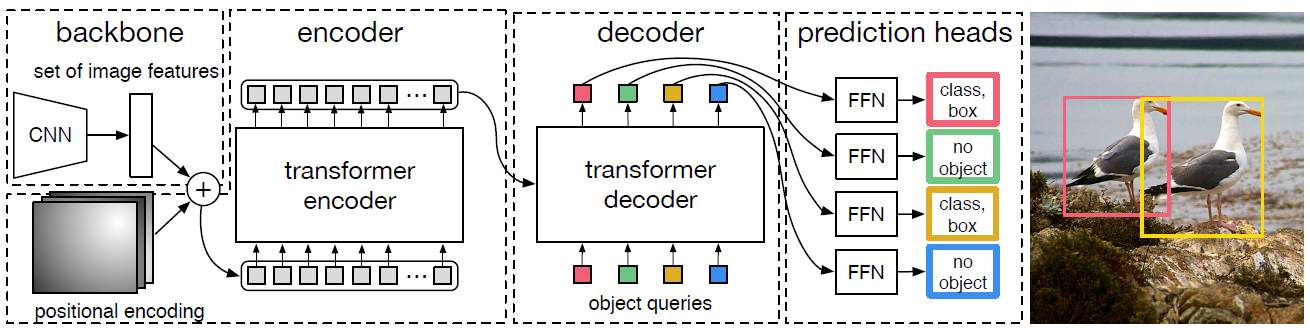 backbone
set of image features
CNN
+
positional encoding
encoder
...
transformer
encoder
...
decoder
transformer
decoder
object queries
prediction heads
FFN
class,
box
FFN
no
object
FFN
class,
box
FFN
no
object